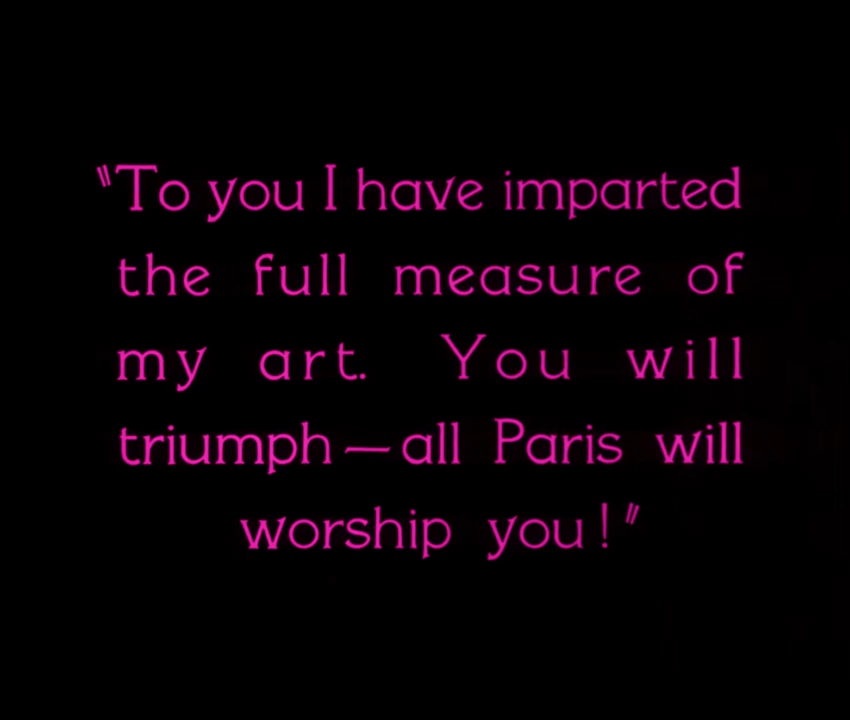 "To you I have imparted
the full measure of
my art. You will
triumph—all Paris will
worship you!"